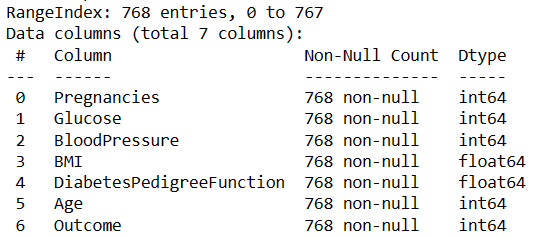 RangeIndex: 768 entries, 0 to 767
Data columns (total 7 columns):
 #   Column                    Non-Null Count  Dtype
---  ------                    --------------  -----
 0   Pregnancies               768 non-null    int64
 1   Glucose                   768 non-null    int64
 2   BloodPressure             768 non-null    int64
 3   BMI                       768 non-null    float64
 4   DiabetesPedigreeFunction  768 non-null    float64
 5   Age                       768 non-null    int64
 6   Outcome                   768 non-null    int64